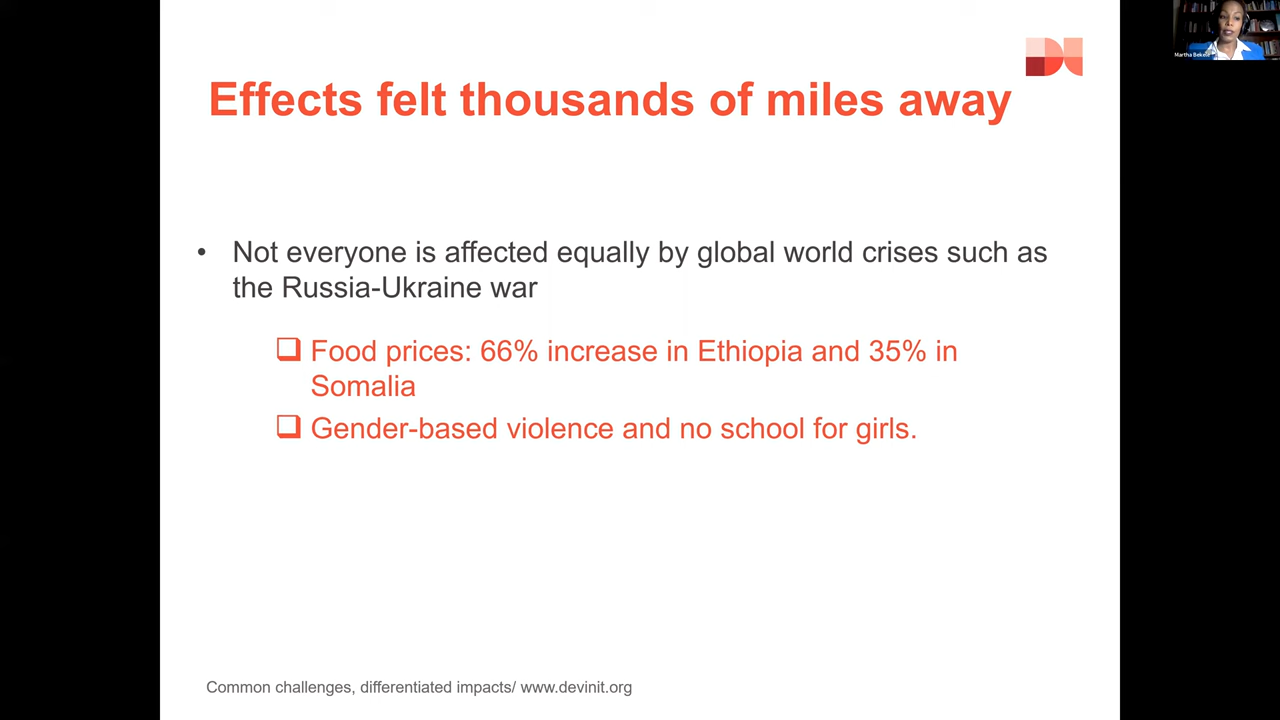 Effects felt thousands of miles away
• Not everyone is affected equally by global world crises such as
the Russia-Ukraine war
❑ Food prices: 66% increase in Ethiopia and 35% in
Somalia
❑ Gender-based violence and no school for girls.
Common challenges, differentiated impacts/ www.devinit.org
Martha Bekele